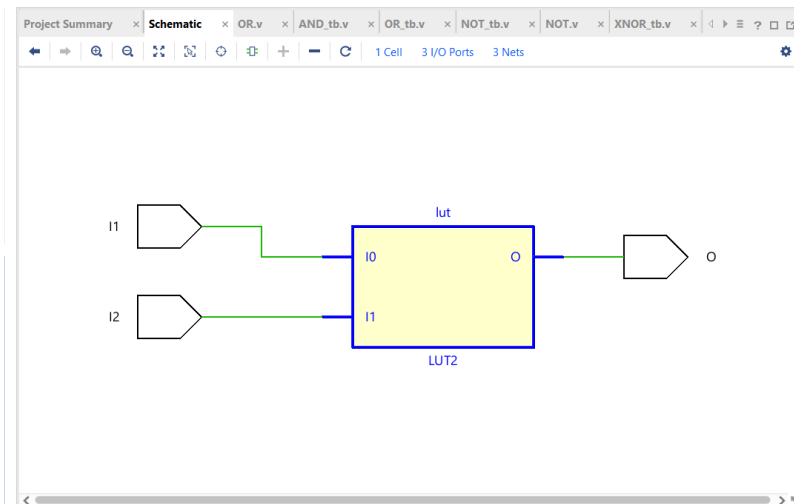 Project Summary × Schematic × OR.v × AND_tb.v × OR_tb.v × NOT_tb.v × NOT.v × XNOR_tb.v ×
1 Cell 3 I/O Ports 3 Nets
lut
I1
I0 O
O
I2
I1
LUT2